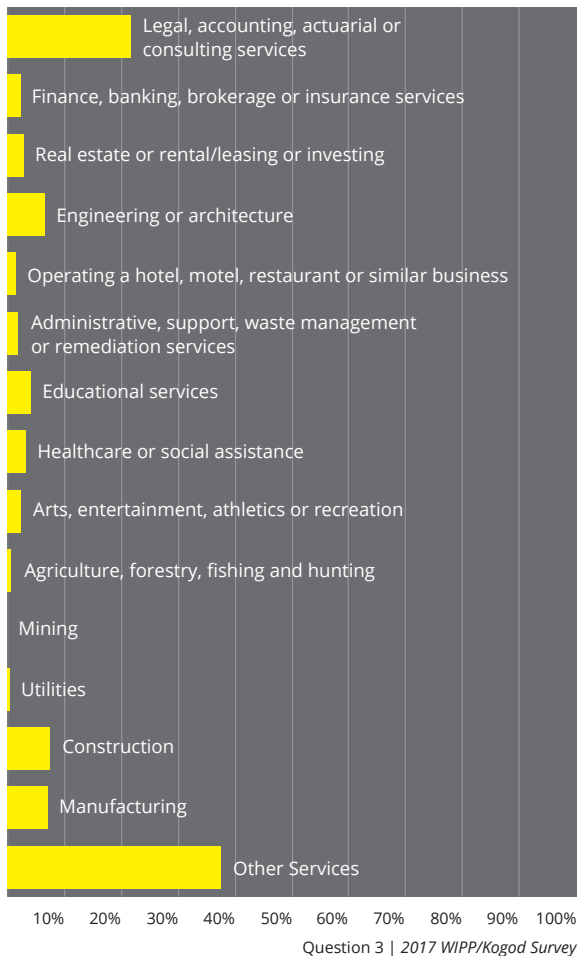 Legal, accounting, actuarial or
consulting services
Finance, banking, brokerage or insurance services
Real estate or rental/leasing or investing
Engineering or architecture
Operating a hotel, motel, restaurant or similar business
Administrative, support, waste management
or remediation services
Educational services
Healthcare or social assistance
Arts, entertainment, athletics or recreation
Agriculture, forestry, fishing and hunting
Mining
Utilities
Construction
Manufacturing
Other Services
10% 20% 30% 40% 50% 60% 70% 80% 90% 100%
Question 3 | 2017 WIPP/Kogod Survey